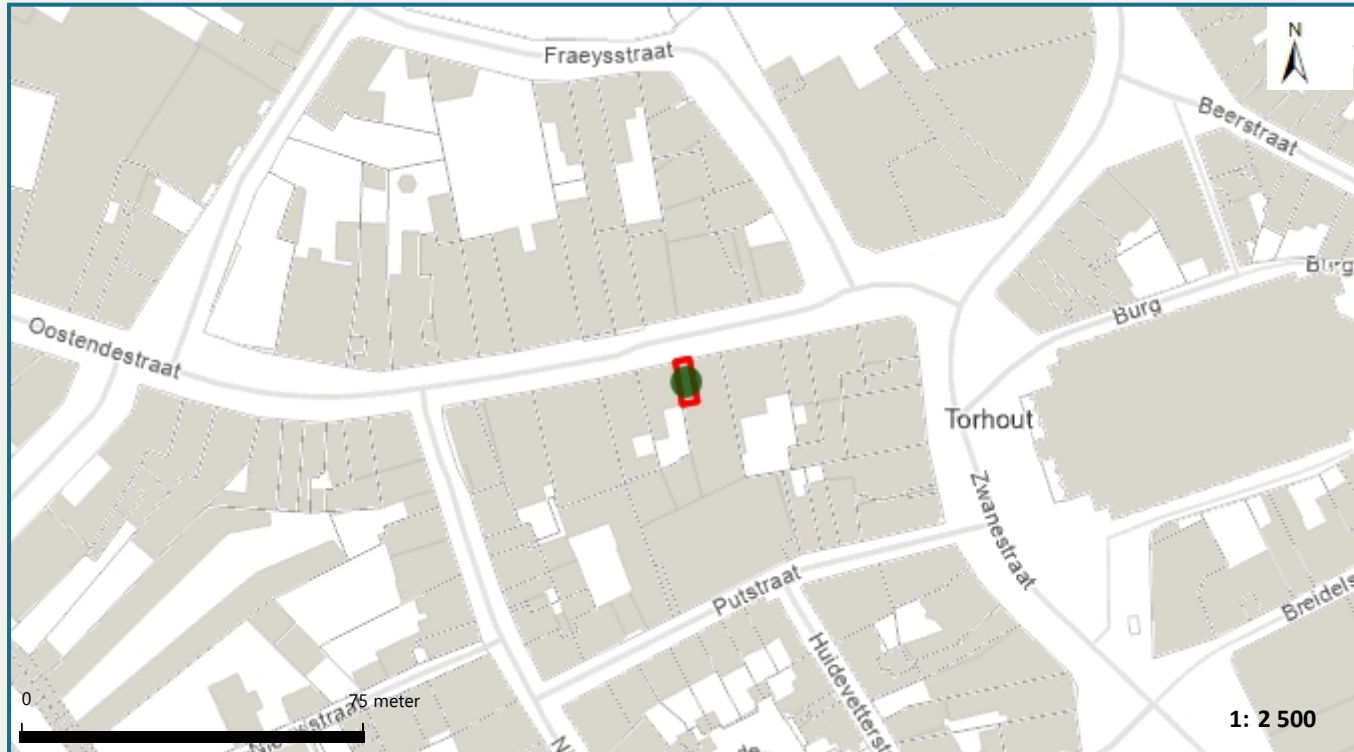 N
Fraeysstraat
Beerstraat
Burg
Burg
Oostendestraat
Torhout
Zwanestraat
Putstraat
Breidels
Huidevetterst
0
75 meter
1: 2 500